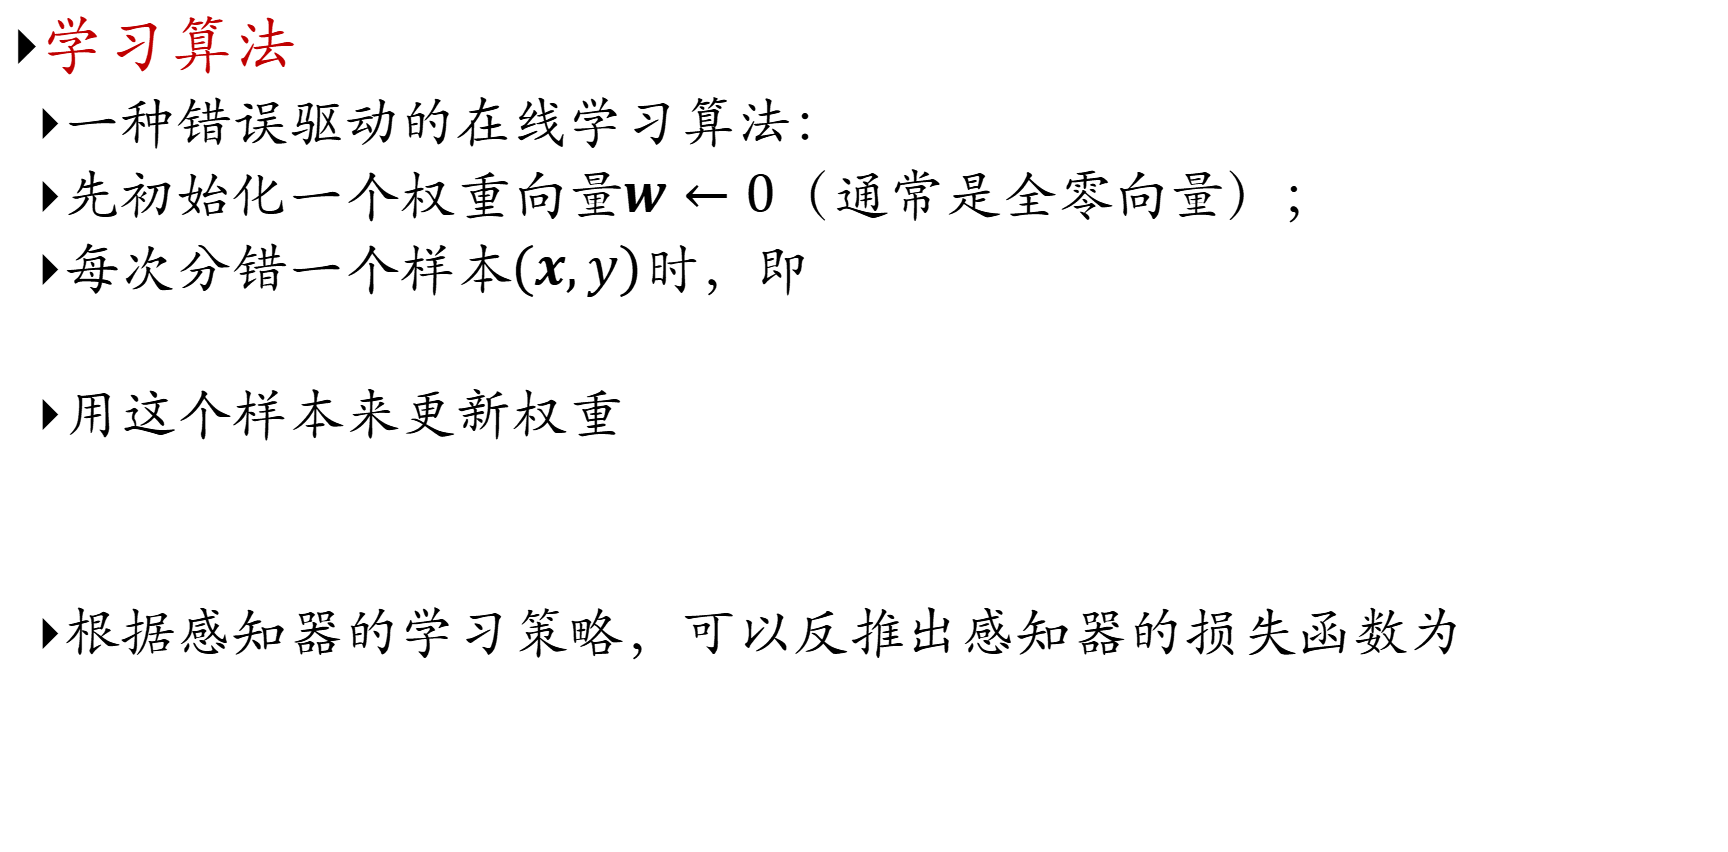 学习算法
一种错误驱动的在线学习算法：
先初始化一个权重向量w ← 0（通常是全零向量）；
每次分错一个样本(x, y)时，即
用这个样本来更新权重
根据感知器的学习策略，可以反推出感知器的损失函数为